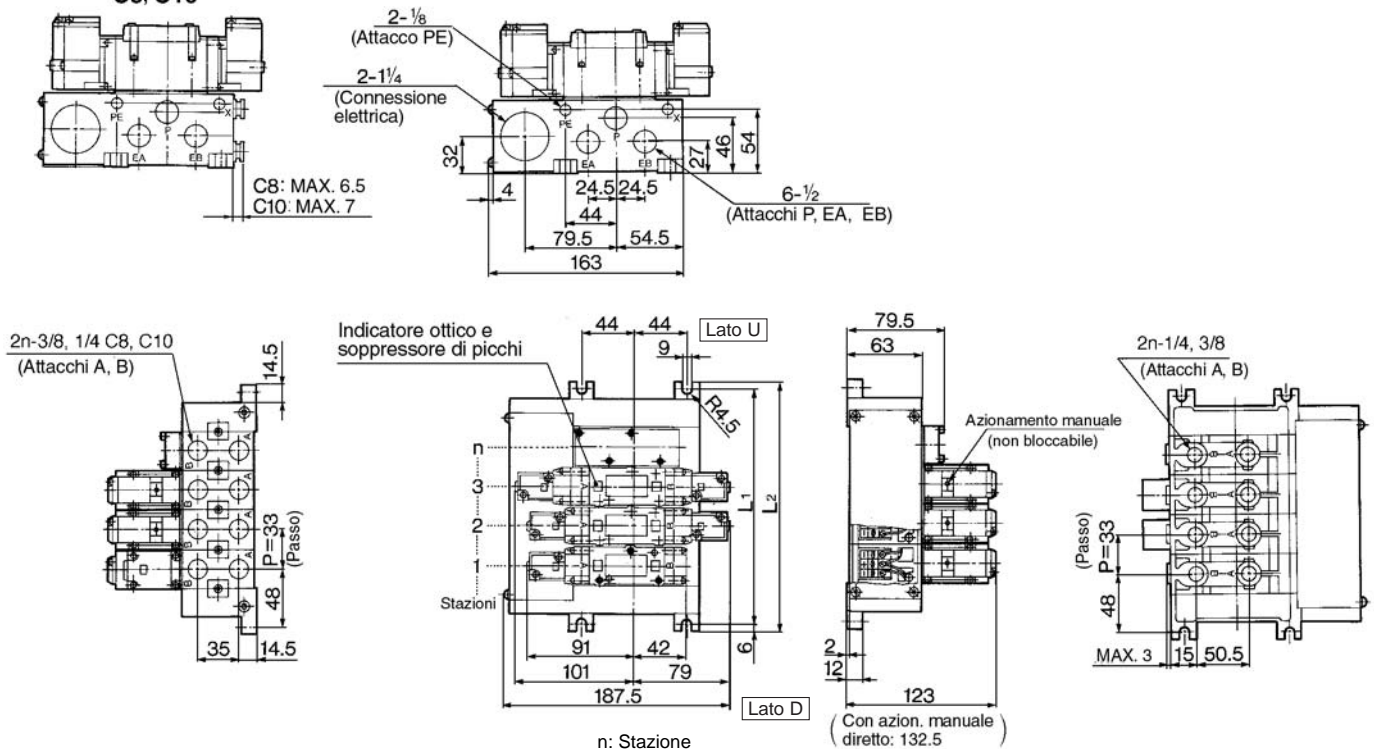 2-⅛
(Attacco PE)
2-1¼
(Connessione
elettrica)
PE
P
X
EA
EB
C8: MAX. 6.5
C10: MAX. 7
PE
P
X
EA
EB
32
4
24.5
24.5
44
79.5
54.5
163
27
46
54
6-½
(Attacchi P, EA, EB)
2n-3/8, 1/4 C8, C10
(Attacchi A, B)
14.5
A
B
A
B
A
B
A
B
P=33
(Passo)
48
35
14.5
Indicatore ottico e
soppressore di picchi
44
44
Lato U
9
R4.5
n
3
2
1
Stazioni
A
B
A
B
A
B
L1
L2
6
91
42
101
79
187.5
Lato D
n: Stazione
79.5
63
Azionamento manuale
(non bloccabile)
2
12
123
(Con azion. manuale
diretto: 132.5)
2n-1/4, 3/8
(Attacchi A, B)
B
A
B
A
B
A
B
A
P=33
(Passo)
48
MAX. 3
15
50.5